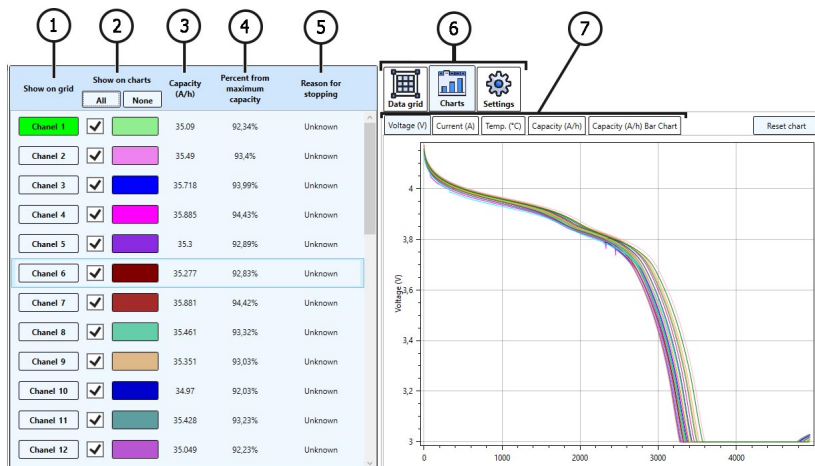 1 2 3 4 5 6 7
Show on grid
Show on charts
All None
Capacity
(A/h)
Percent from
maximum
capacity
Reason for
stopping
Chanel 1 35.09 92,34% Unknown
Chanel 2 35.49 93,4% Unknown
Chanel 3 35.718 93,99% Unknown
Chanel 4 35.885 94,43% Unknown
Chanel 5 35.3 92,89% Unknown
Chanel 6 35.277 92,83% Unknown
Chanel 7 35.881 94,42% Unknown
Chanel 8 35.461 93,32% Unknown
Chanel 9 35.351 93,03% Unknown
Chanel 10 34.97 92,03% Unknown
Chanel 11 35.428 93,23% Unknown
Chanel 12 35.049 92,23% Unknown
Data grid Charts Settings
Voltage (V) Current (A) Temp. (°C) Capacity (A/h) Capacity (A/h) Bar Chart Reset chart
Voltage (V)
4
3,8
3,6
3,4
3,2
3
0 1000 2000 3000 4000